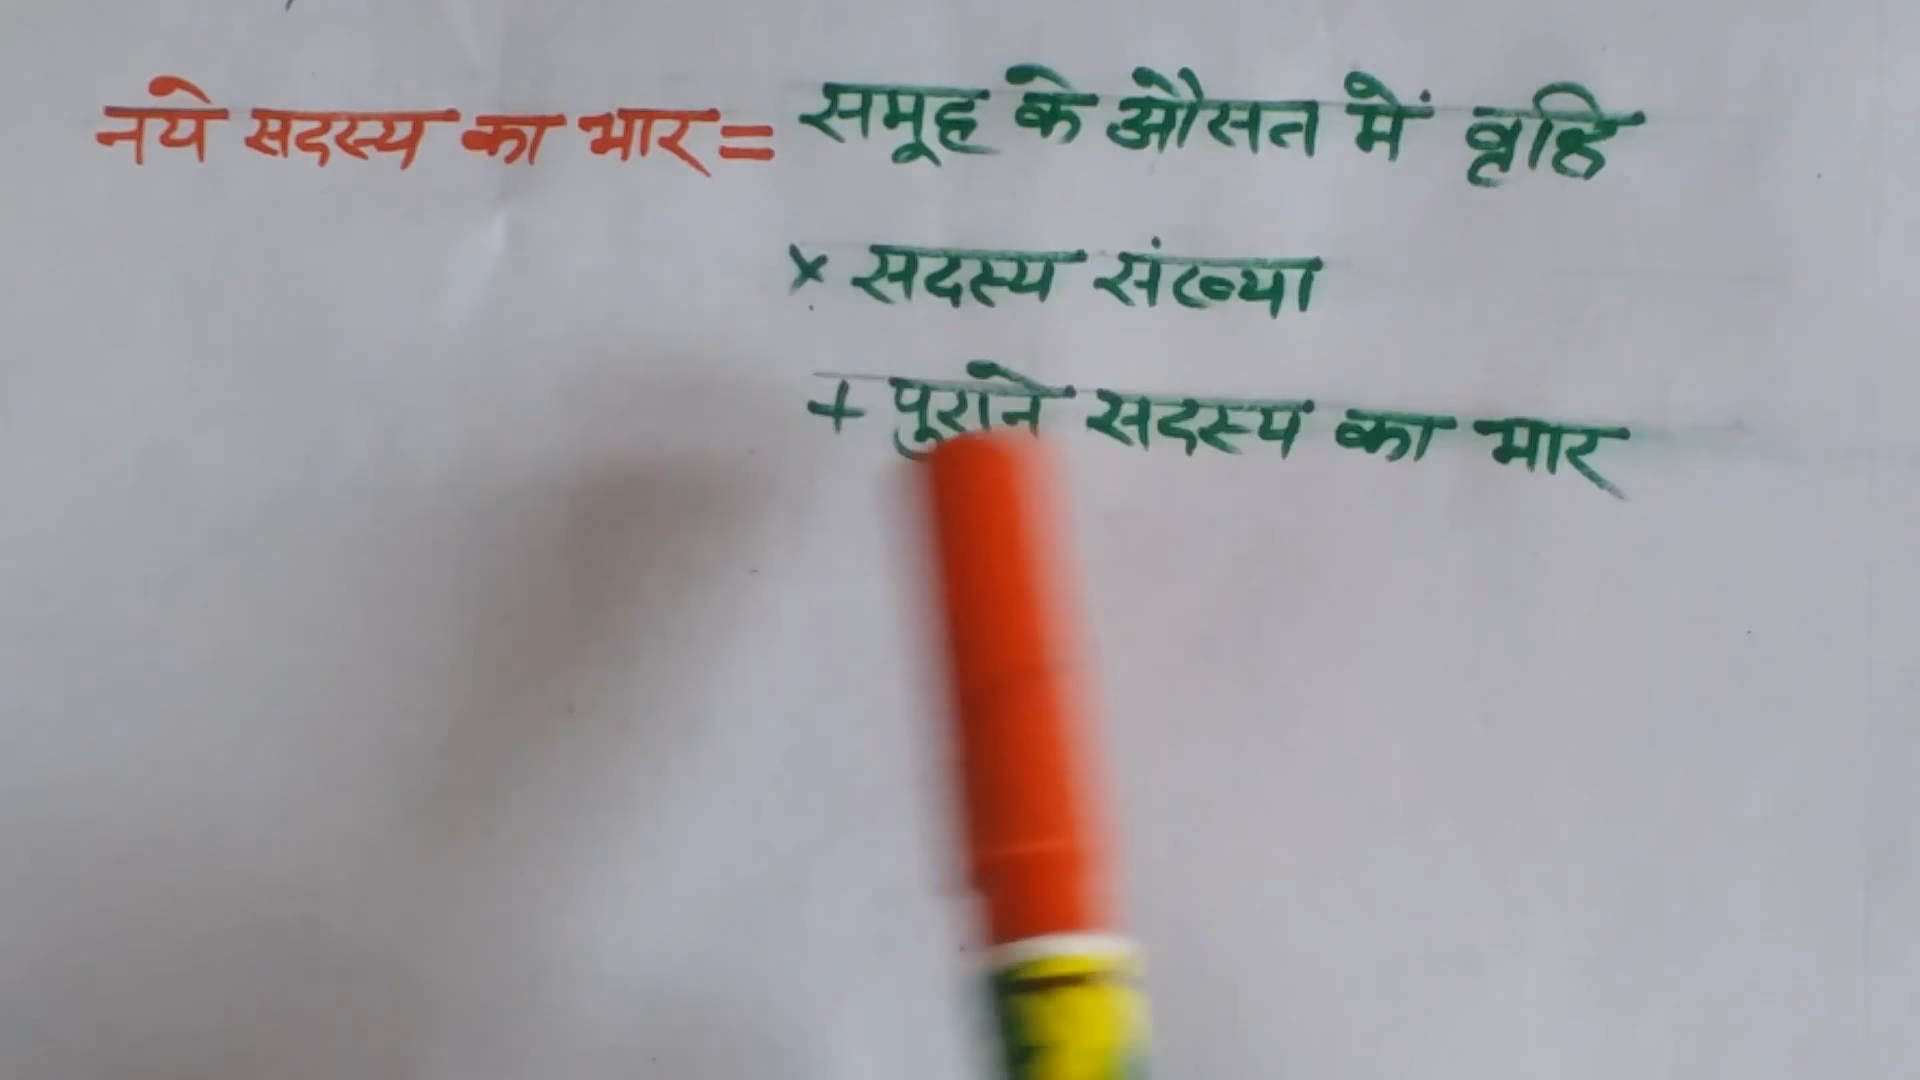 नये सदस्य का भार = समूह के औसत में वृद्धि
× सदस्य संख्या
+ पुराने सदस्य का भार